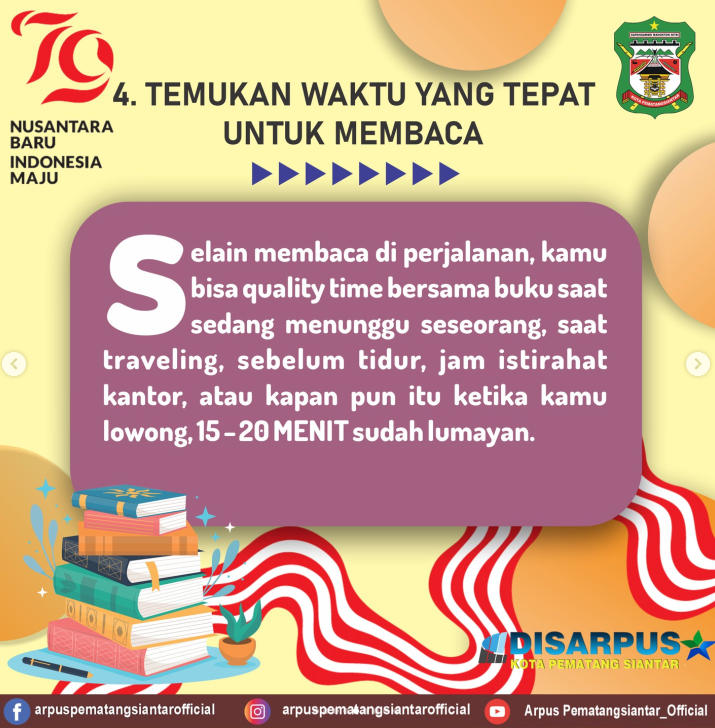 79
NUSANTARA
BARU
INDONESIA
MAJU
4. TEMUKAN WAKTU YANG TEPAT
UNTUK MEMBACA
KOTA PEMATANGSIANTAR
Selain membaca di perjalanan, kamu
bisa quality time bersama buku saat
sedang menunggu seseorang, saat
traveling, sebelum tidur, jam istirahat
kantor, atau kapan pun itu ketika kamu
lowong, 15 – 20 MENIT sudah lumayan.
DISARPUS
KOTA PEMATANG SIANTAR
arpuspematangsiantarofficial
arpuspematangsiantarofficial
Arpus Pematangsiantar_Official